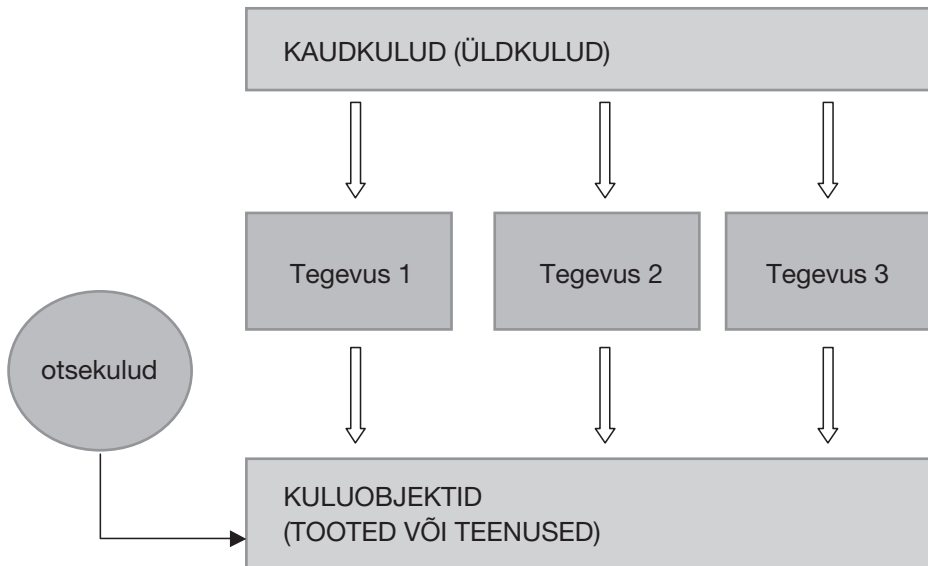 KAUDKULUD (ÜLDKULUD)
Tegevus 1
Tegevus 2
Tegevus 3
otsekulud
KULUOBJEKTID
(TOOTED VÕI TEENUSED)